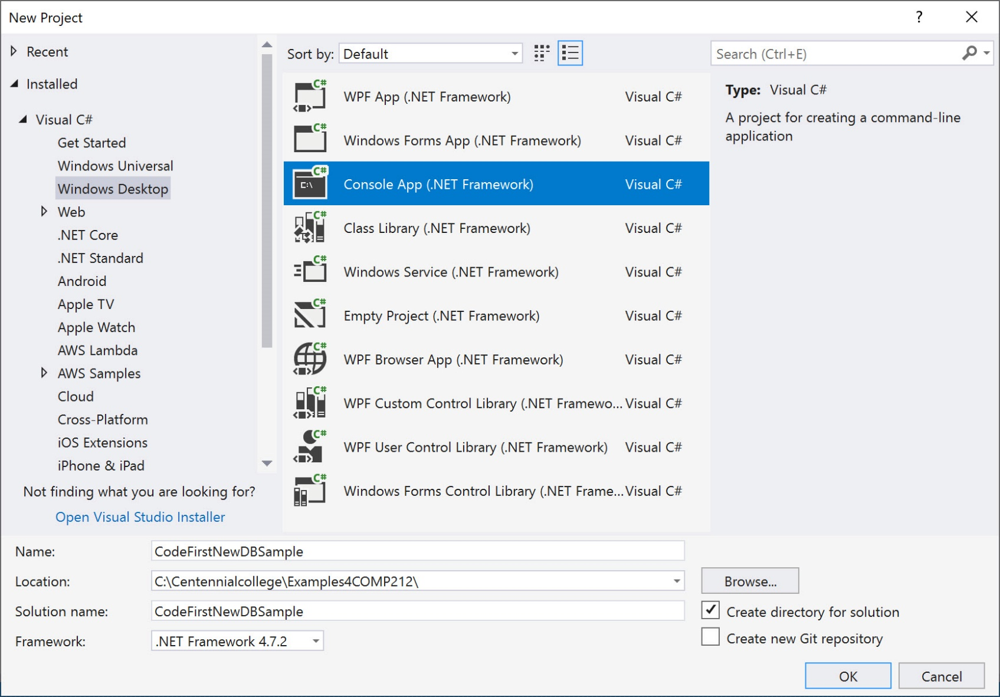 New Project
?
Recent
Installed
Visual C#
Get Started
Windows Universal
Windows Desktop
Web
.NET Core
.NET Standard
Android
Apple TV
Apple Watch
AWS Lambda
AWS Samples
Cloud
Cross-Platform
iOS Extensions
iPhone & iPad
Not finding what you are looking for?
Open Visual Studio Installer
Sort by: Default
C# WPF App (.NET Framework) Visual C#
C# Windows Forms App (.NET Framework) Visual C#
C# C:\ Console App (.NET Framework) Visual C#
C# Class Library (.NET Framework) Visual C#
C# Windows Service (.NET Framework) Visual C#
C# Empty Project (.NET Framework) Visual C#
C# WPF Browser App (.NET Framework) Visual C#
C# WPF Custom Control Library (.NET Framewo... Visual C#
C# WPF User Control Library (.NET Framework) Visual C#
C# Windows Forms Control Library (.NET Frame... Visual C#
Search (Ctrl+E)
Type: Visual C#
A project for creating a command-line
application
Name: CodeFirstNewDBSample
Location: C:\Centennialcollege\Examples4COMP212\
Browse...
Solution name: CodeFirstNewDBSample
Create directory for solution
Framework: .NET Framework 4.7.2
Create new Git repository
OK Cancel